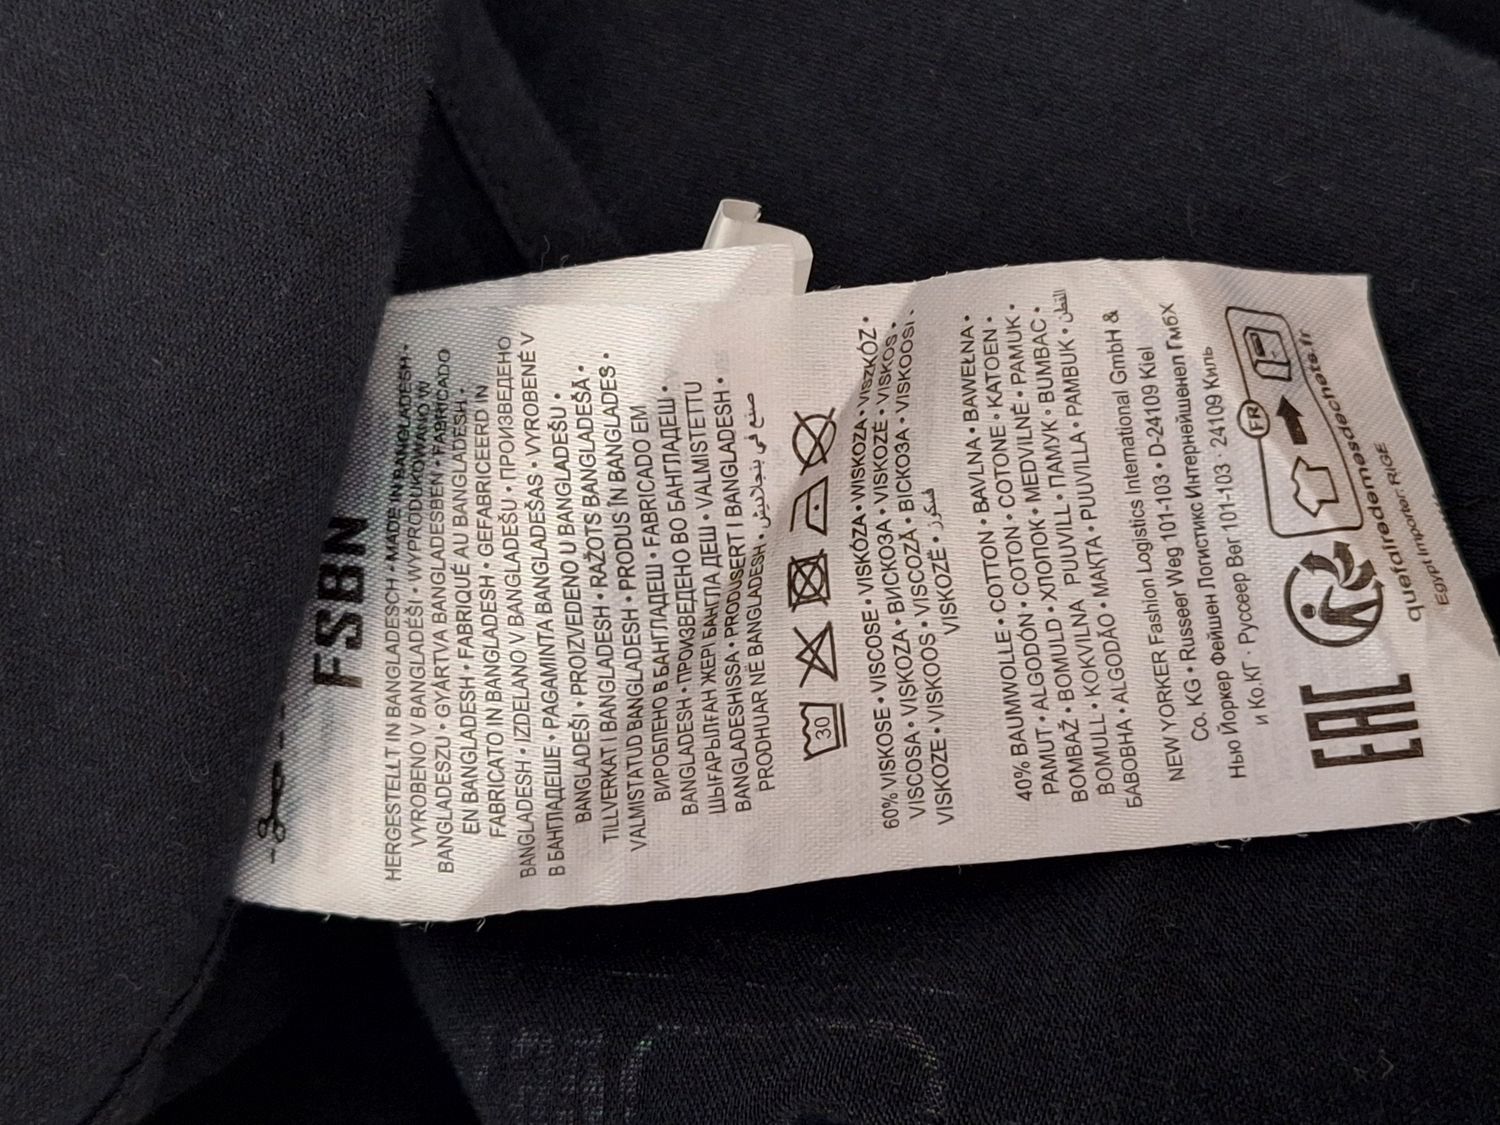 FSBN
HERGESTELLT IN BANGLADESCH • MADE IN BANGLADESH •
VYROBENO V BANGLADÉŠI • WYPRODUKOWANO W
BANGLADESZU • GYÁRTVA BANGLADESBEN • FABRICADO
EN BANGLADESH • FABRIQUÉ AU BANGLADESH •
FABRICATO IN BANGLADESH • GEFABRICEERD IN
BANGLADESH • IZDELANO V BANGLADEŠU • ПРОИЗВЕДЕНО
В БАНГЛАДЕШЕ • PAGAMINTA BANGLADEŠAS • VYROBENÉ V
BANGLADÉŠI • PROIZVEDENO U BANGLADEŠU •
TILLVERKAT I BANGLADESH • RAŽOTS BANGLADEŠĀ •
VALMISTATUD BANGLADESH • PRODUS ÎN BANGLADES •
ВИРОБЛЕНО В БАНГЛАДЕШ • FABRICADO EM
BANGLADESH • ПРОИЗВЕДЕНО ВО БАНГЛАДЕШ •
ШЫҒАРЫЛҒАН ЖЕРІ БАНГЛАДЕШ • VALMISTETTU
BANGLADESHISSA • PRODUSERT I BANGLADESH •
PRODHUAR NË BANGLADESH • صنع في بنجلاديش
30
60% VISKOSE • VISCOSE • VISKÓZA • WISKOZA • VISZKÓZ •
VISCOSA • VISKOZA • ВИСКОЗА • VISKOZĖ • VISKOS •
VISKOZE • VISKOOS • VISCOZĂ • ВІСКОЗА • VISKOOSI •
VISKOZË • فسكوز
40% BAUMWOLLE • COTTON • BAVLNA • BAWEŁNA •
PAMUT • ALGODÓN • COTON • COTONE • KATOEN •
BOMBAŽ • BOMULD • ХЛОПОК • MEDVILNĖ • PAMUK •
BOMULL • KOKVILNA PUUVILL • ПАМУК • BUMBAC •
БАВОВНА • ALGODÃO • МАҚТА • PUUVILLA • PAMBUK • القطن
NEW YORKER Fashion Logistics International GmbH &
Co. KG • Russeer Weg 101-103 • D-24109 Kiel
Нью Йоркер Фейшен Логистикс Интернейшенел Гмбх
и Ко.КГ · Руссеер Вег 101-103 · 24109 Киль
FR
EAC
quefairedemesdechets.fr
Egypt Importer: RIGE